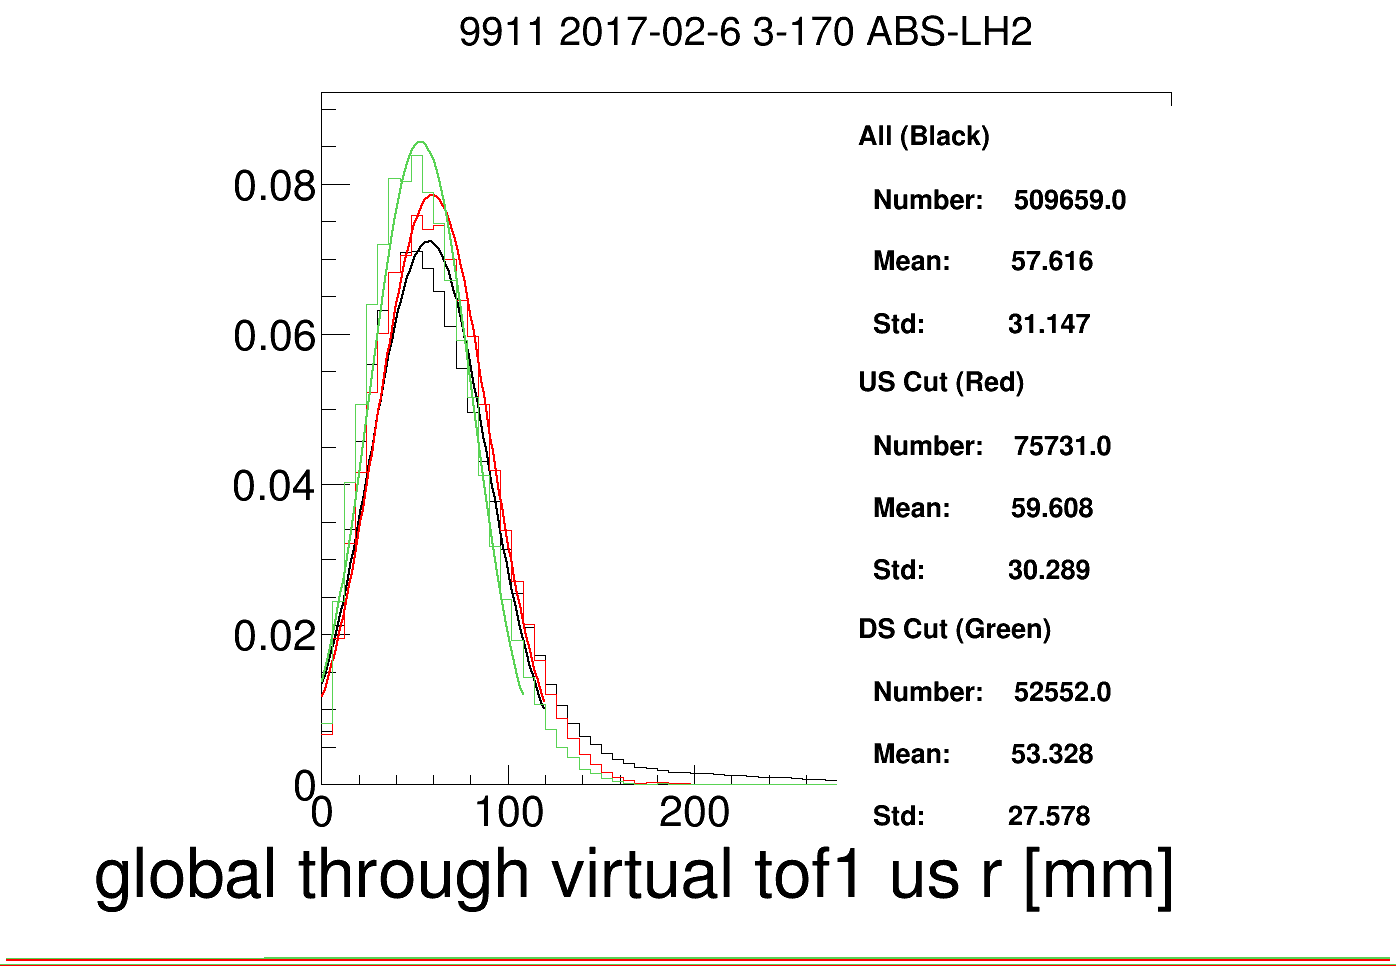 9911 2017-02-6 3-170 ABS-LH2
All (Black)
Number: 509659.0
Mean: 57.616
Std: 31.147
US Cut (Red)
Number: 75731.0
Mean: 59.608
Std: 30.289
DS Cut (Green)
Number: 52552.0
Mean: 53.328
Std: 27.578
0.08
0.06
0.04
0.02
0
0 100 200
global through virtual tof1 us r [mm]